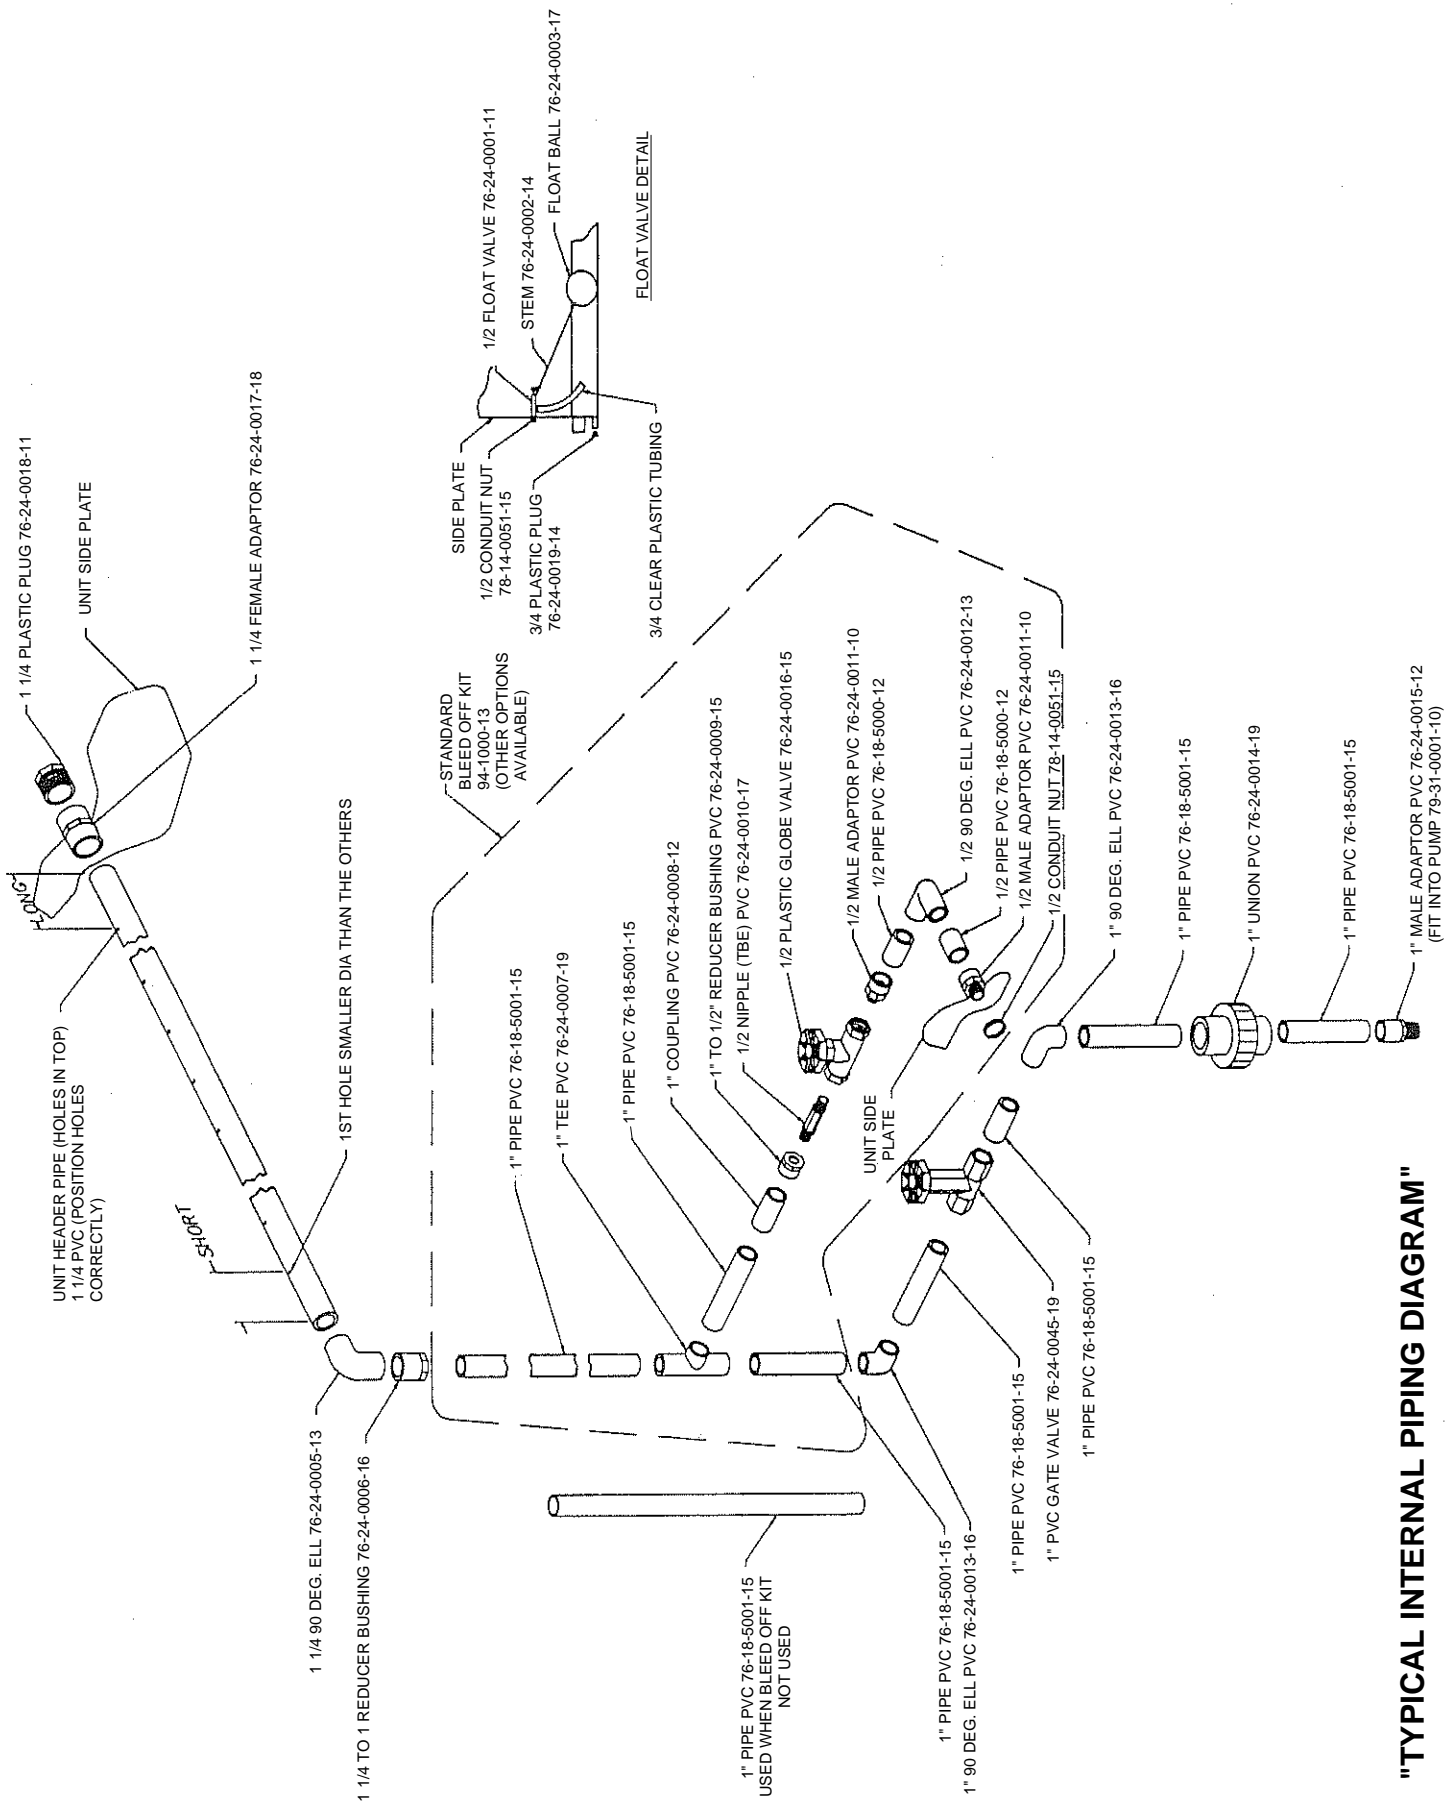 1 1/4 PLASTIC PLUG 76-24-0018-11
UNIT SIDE PLATE
1 1/4 FEMALE ADAPTOR 76-24-0017-18
LONG
UNIT HEADER PIPE (HOLES IN TOP)
1 1/4 PVC (POSITION HOLES
CORRECTLY)
SHORT
1ST HOLE SMALLER DIA THAN THE OTHERS
1 1/4 90 DEG. ELL 76-24-0005-13
1 1/4 TO 1 REDUCER BUSHING 76-24-0006-16
SIDE PLATE
1/2 CONDUIT NUT
78-14-0051-15
3/4 PLASTIC PLUG
76-24-0019-14
1/2 FLOAT VALVE 76-24-0001-11
STEM 76-24-0002-14
FLOAT BALL 76-24-0003-17
3/4 CLEAR PLASTIC TUBING
FLOAT VALVE DETAIL
STANDARD
BLEED OFF KIT
94-1000-13
(OTHER OPTIONS
AVAILABLE)
1" PIPE PVC 76-18-5001-15
1" TEE PVC 76-24-0007-19
1" PIPE PVC 76-18-5001-15
1" COUPLING PVC 76-24-0008-12
1" TO 1/2" REDUCER BUSHING PVC 76-24-0009-15
1/2 NIPPLE (TBE) PVC 76-24-0010-17
1/2 PLASTIC GLOBE VALVE 76-24-0016-15
1/2 MALE ADAPTOR PVC 76-24-0011-10
1/2 PIPE PVC 76-18-5000-12
1/2 90 DEG. ELL PVC 76-24-0012-13
1/2 PIPE PVC 76-18-5000-12
1/2 MALE ADAPTOR PVC 76-24-0011-10
1/2 CONDUIT NUT 78-14-0051-15
UNIT SIDE
PLATE
1" 90 DEG. ELL PVC 76-24-0013-16
1" PIPE PVC 76-18-5001-15
1" UNION PVC 76-24-0014-19
1" PIPE PVC 76-18-5001-15
1" MALE ADAPTOR PVC 76-24-0015-12
(FIT INTO PUMP 79-31-0001-10)
1" PIPE PVC 76-18-5001-15
USED WHEN BLEED OFF KIT
NOT USED
1" PIPE PVC 76-18-5001-15
1" 90 DEG. ELL PVC 76-24-0013-16
1" PIPE PVC 76-18-5001-15
1" PVC GATE VALVE 76-24-0045-19
1" PIPE PVC 76-18-5001-15
"TYPICAL INTERNAL PIPING DIAGRAM"